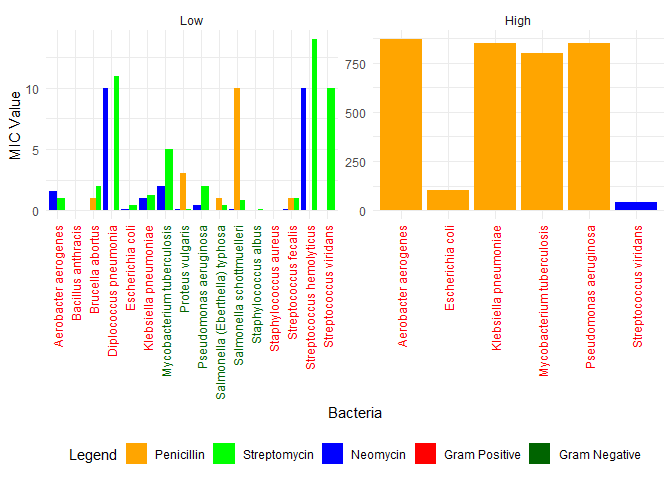 Low
High
MIC Value
10
5
0
750
500
250
0
Aerobacter aerogenes
Bacillus anthracis
Brucella abortus
Diplococcus pneumonia
Escherichia coli
Klebsiella pneumoniae
Mycobacterium tuberculosis
Proteus vulgaris
Pseudomonas aeruginosa
Salmonella (Eberthella) typhosa
Salmonella schottmuelleri
Staphylococcus albus
Staphylococcus aureus
Streptococcus fecalis
Streptococcus hemolyticus
Streptococcus viridans
Aerobacter aerogenes
Escherichia coli
Klebsiella pneumoniae
Mycobacterium tuberculosis
Pseudomonas aeruginosa
Streptococcus viridans
Bacteria
Legend Penicillin Streptomycin Neomycin Gram Positive Gram Negative